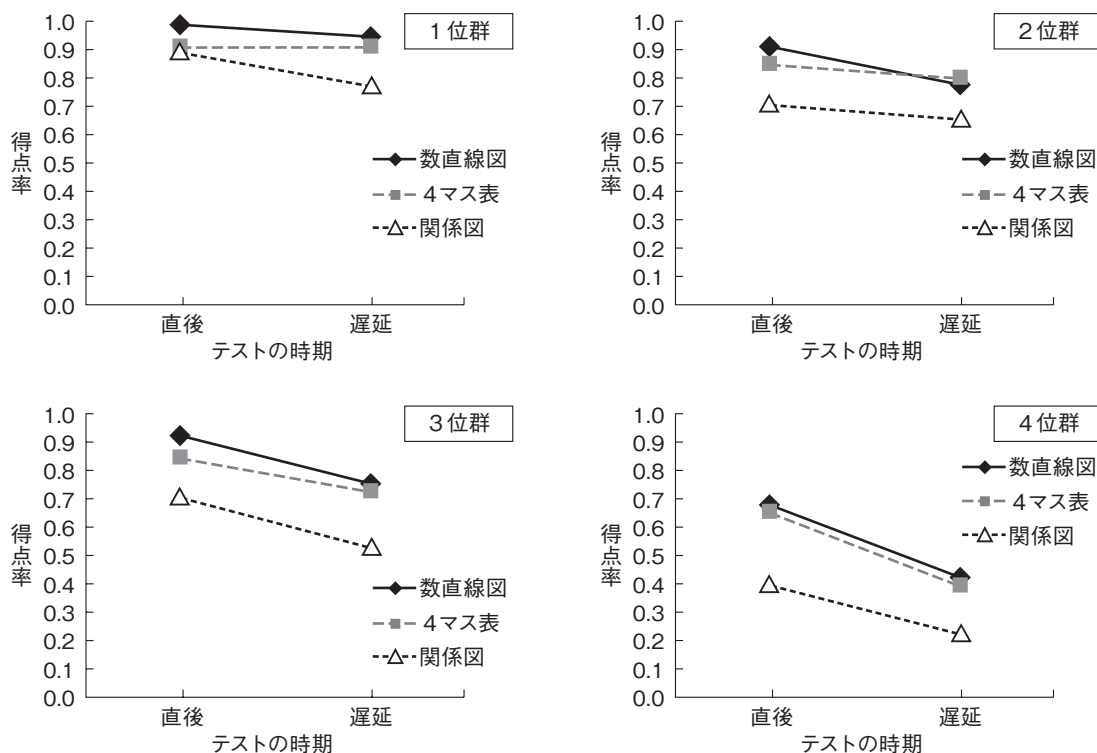 1.0
0.9
0.8
0.7
0.6
0.5
0.4
0.3
0.2
0.1
0.0
得点率
1位群
数直線図
4マス表
関係図
直後
遅延
テストの時期
1.0
0.9
0.8
0.7
0.6
0.5
0.4
0.3
0.2
0.1
0.0
得点率
2位群
数直線図
4マス表
関係図
直後
遅延
テストの時期
1.0
0.9
0.8
0.7
0.6
0.5
0.4
0.3
0.2
0.1
0.0
得点率
3位群
数直線図
4マス表
関係図
直後
遅延
テストの時期
1.0
0.9
0.8
0.7
0.6
0.5
0.4
0.3
0.2
0.1
0.0
得点率
4位群
数直線図
4マス表
関係図
直後
遅延
テストの時期